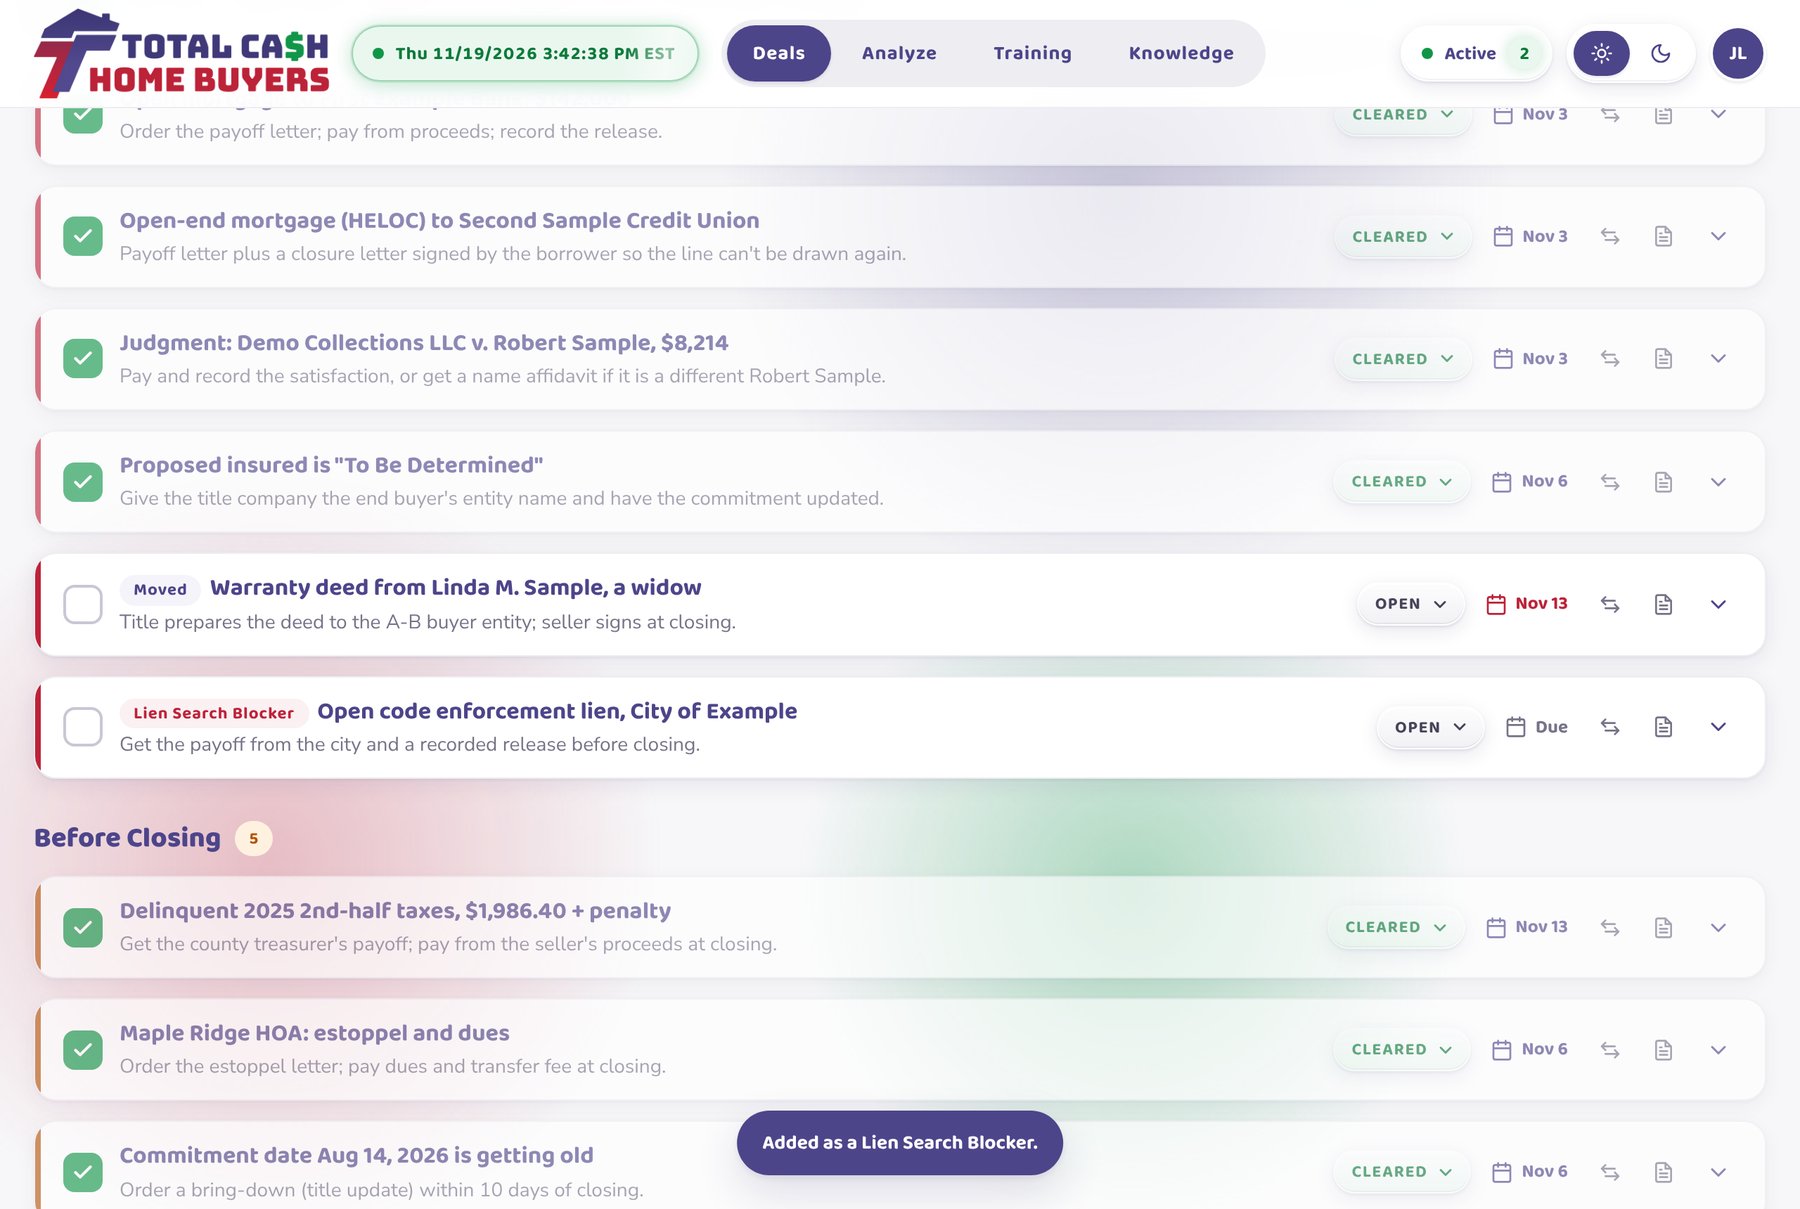 TOTAL CA$H
HOME BUYERS
Thu 11/19/2026 3:42:38 PM EST
Deals
Analyze
Training
Knowledge
Active 2
JL
Order the payoff letter; pay from proceeds; record the release.
CLEARED
Nov 3
Open-end mortgage (HELOC) to Second Sample Credit Union
Payoff letter plus a closure letter signed by the borrower so the line can't be drawn again.
CLEARED
Nov 3
Judgment: Demo Collections LLC v. Robert Sample, $8,214
Pay and record the satisfaction, or get a name affidavit if it is a different Robert Sample.
CLEARED
Nov 3
Proposed insured is "To Be Determined"
Give the title company the end buyer's entity name and have the commitment updated.
CLEARED
Nov 6
Moved Warranty deed from Linda M. Sample, a widow
Title prepares the deed to the A-B buyer entity; seller signs at closing.
OPEN
Nov 13
Lien Search Blocker Open code enforcement lien, City of Example
Get the payoff from the city and a recorded release before closing.
OPEN
Due
Before Closing 5
Delinquent 2025 2nd-half taxes, $1,986.40 + penalty
Get the county treasurer's payoff; pay from the seller's proceeds at closing.
CLEARED
Nov 13
Maple Ridge HOA: estoppel and dues
Order the estoppel letter; pay dues and transfer fee at closing.
CLEARED
Nov 6
Commitment date Aug 14, 2026 is getting old
Order a bring-down (title update) within 10 days of closing.
CLEARED
Nov 6
Added as a Lien Search Blocker.